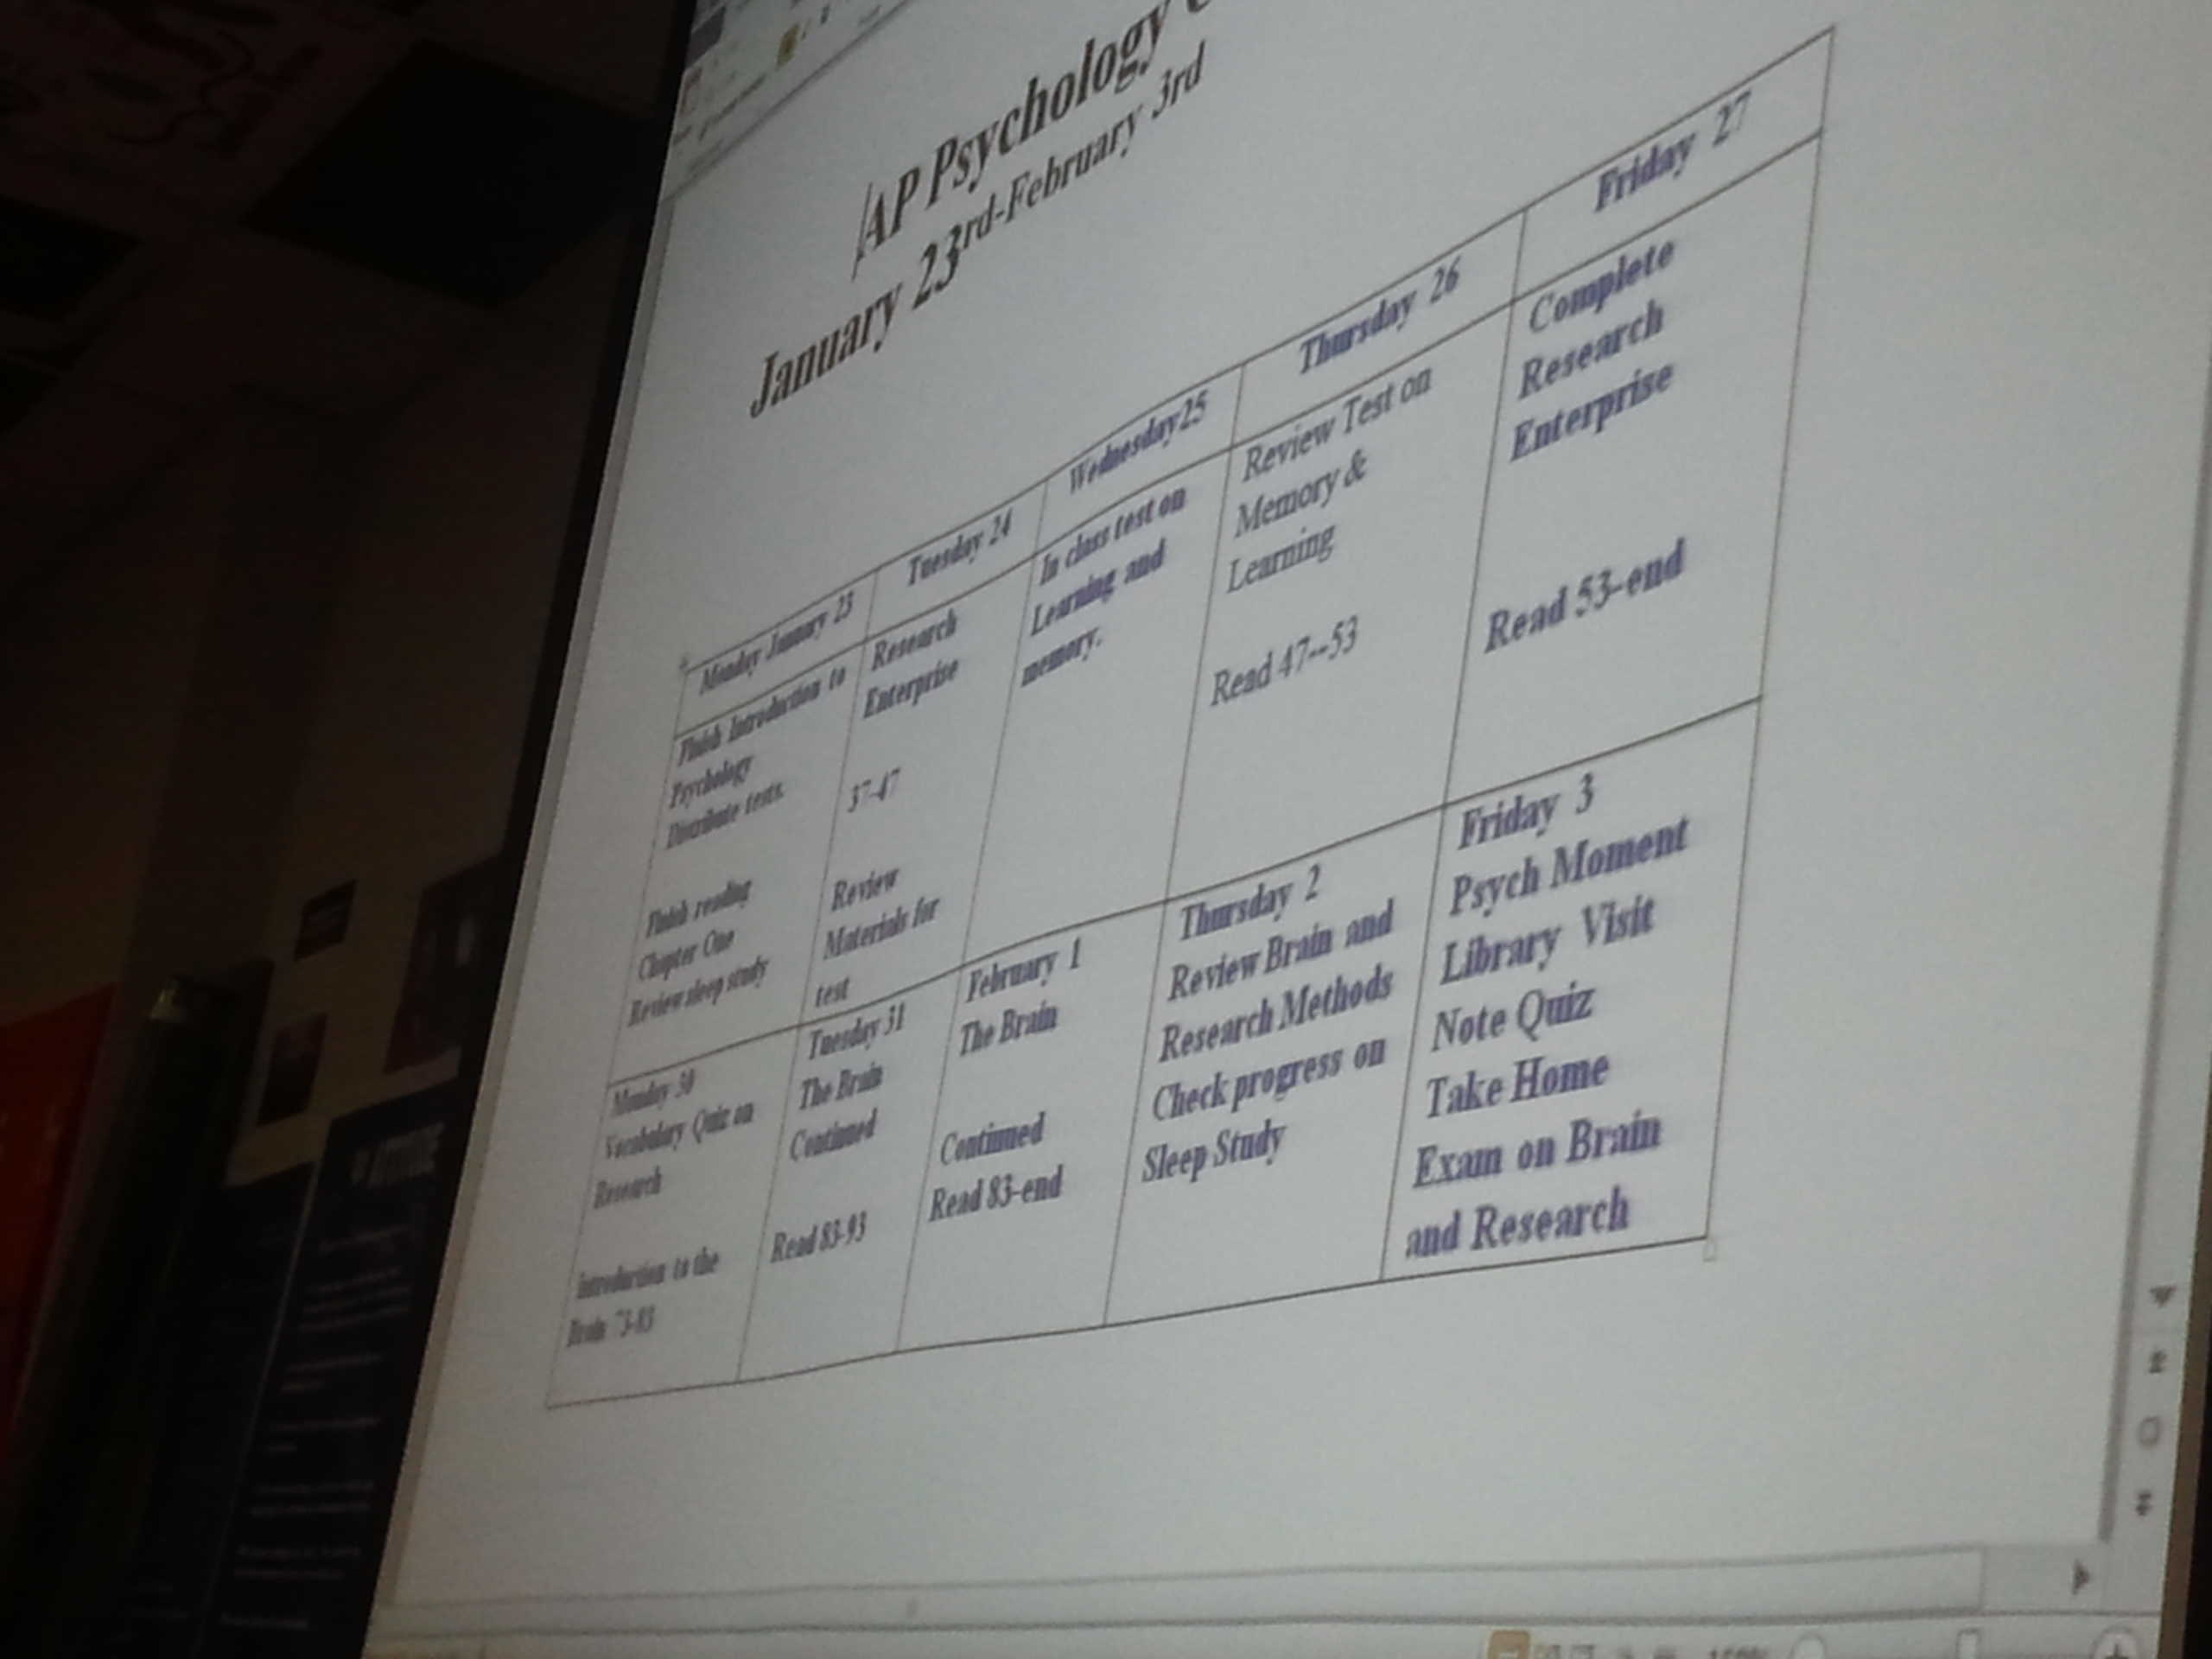 AP Psychology
January 23rd-February 3rd
Monday January 23
Tuesday 24
Wednesday25
Thursday 26
Friday 27
Finish Introduction to
Psychology
Distribute tests.
Finish reading
Chapter One
Review sleep study
Research
Enterprise
37-47
Review
Materials for
test
In class test on
Learning and
memory.
Review Test on
Memory &
Learning
Read 47--53
Complete
Research
Enterprise
Read 53-end
Monday 30
Vocabulary Quiz on
Research
introduction to the
Brain 73-83
Tuesday 31
The Brain
Continued
Read 83-93
February 1
The Brain
Continued
Read 83-end
Thursday 2
Review Brain and
Research Methods
Check progress on
Sleep Study
Friday 3
Psych Moment
Library Visit
Note Quiz
Take Home
Exam on Brain
and Research
ATTITUDE